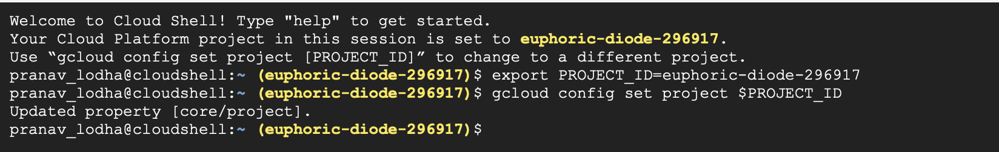 Welcome to Cloud Shell! Type "help" to get started.
Your Cloud Platform project in this session is set to euphoric-diode-296917.
Use “gcloud config set project [PROJECT_ID]” to change to a different project.
pranav_lodha@cloudshell:~ (euphoric-diode-296917)$ export PROJECT_ID=euphoric-diode-296917
pranav_lodha@cloudshell:~ (euphoric-diode-296917)$ gcloud config set project $PROJECT_ID
Updated property [core/project].
pranav_lodha@cloudshell:~ (euphoric-diode-296917)$